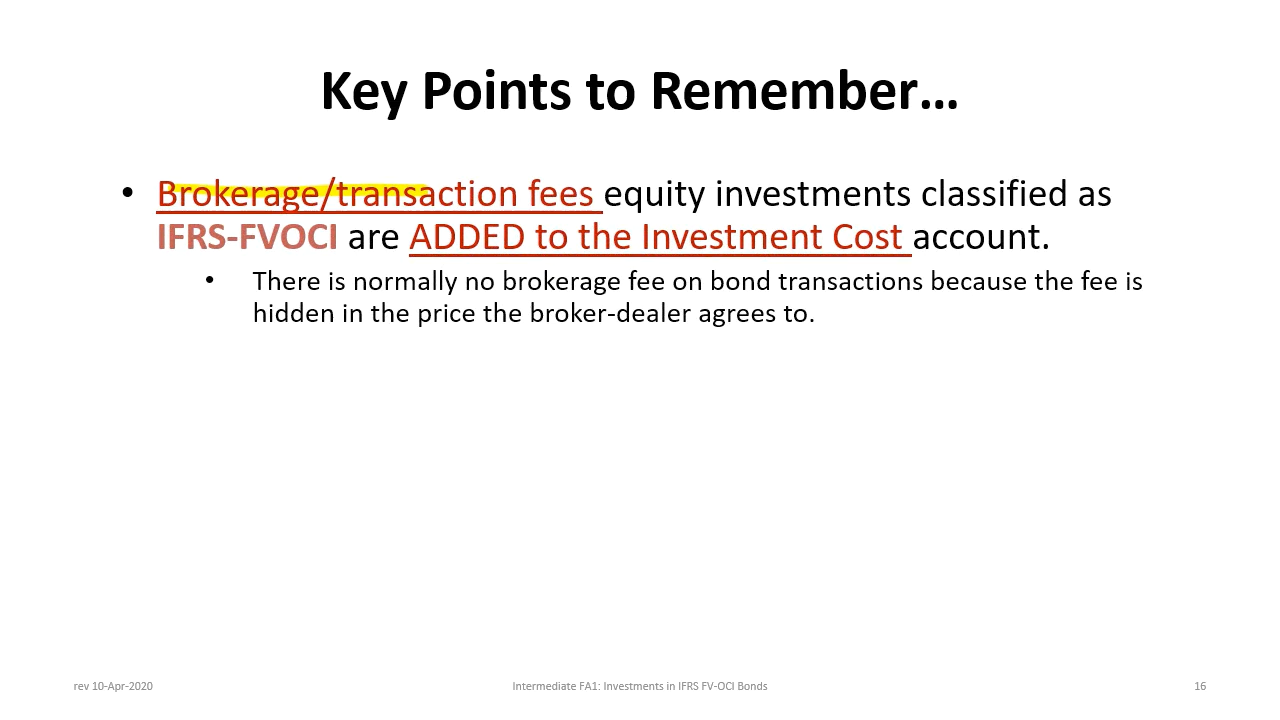 Key Points to Remember...
• Brokerage/transaction fees equity investments classified as
IFRS-FVOCI are ADDED to the Investment Cost account.
• There is normally no brokerage fee on bond transactions because the fee is
hidden in the price the broker-dealer agrees to.
rev 10-Apr-2020
Intermediate FA1: Investments in IFRS FV-OCI Bonds
16